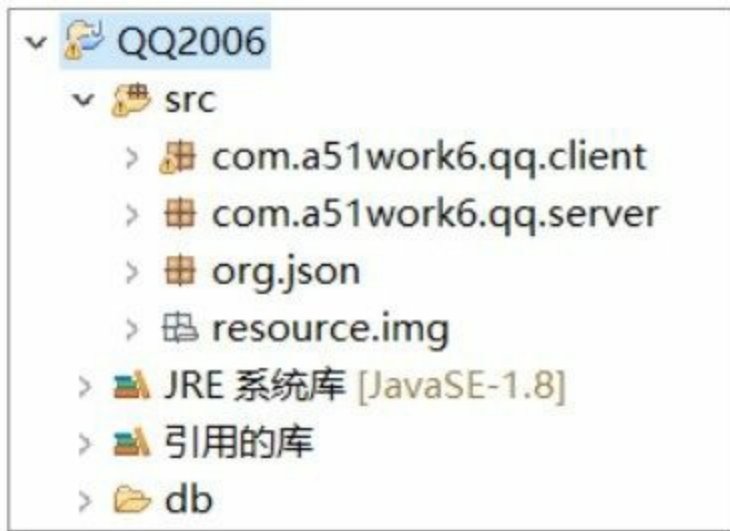 QQ2006
src
com.a51work6.qq.client
com.a51work6.qq.server
org.json
resource.img
JRE 系统库 [JavaSE-1.8]
引用的库
db